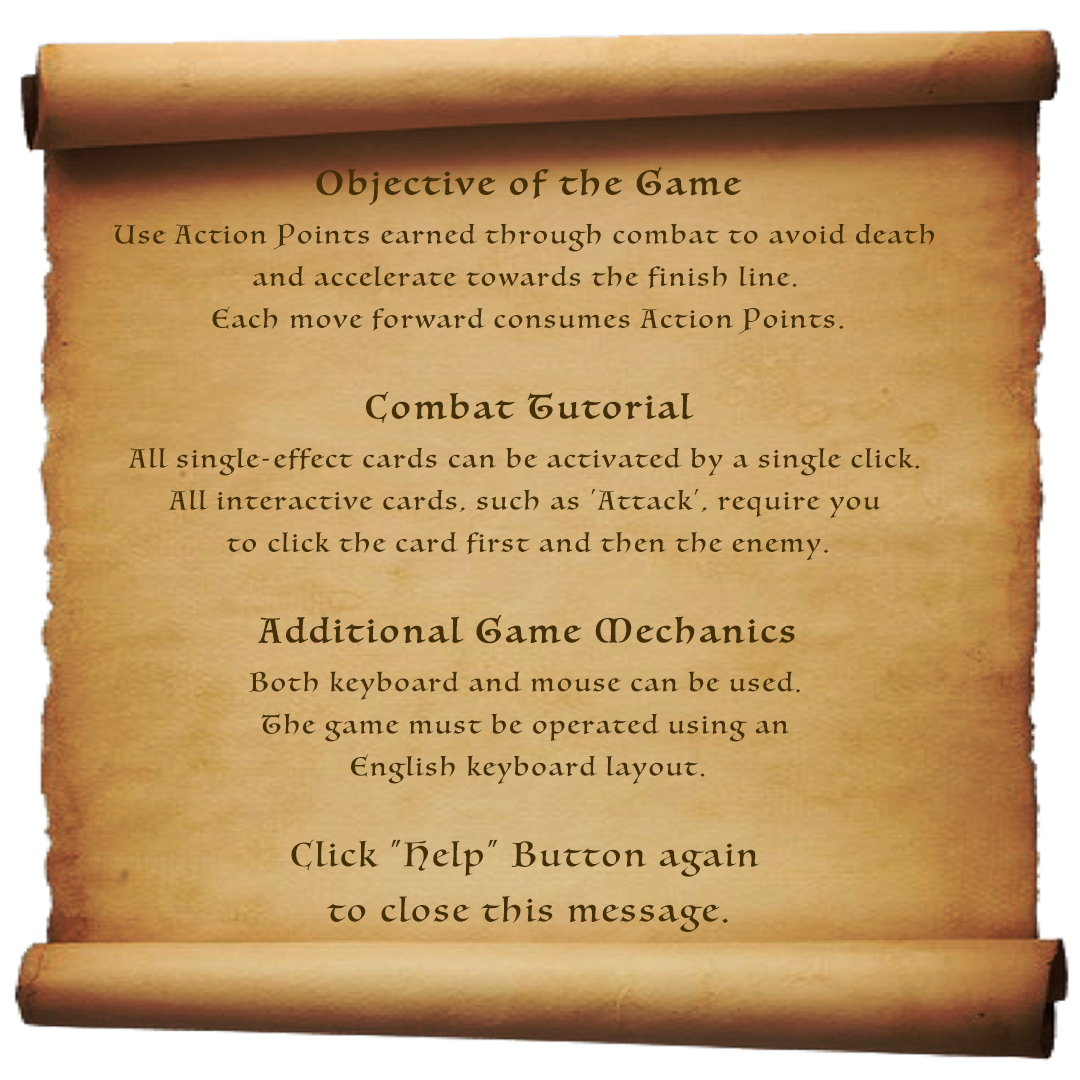 Objective of the Game
Use Action Points earned through combat to avoid death
and accelerate towards the finish line.
Each move forward consumes Action Points.
Combat Tutorial
All single-effect cards can be activated by a single click.
All interactive cards, such as 'Attack', require you
to click the card first and then the enemy.
Additional Game Mechanics
Both keyboard and mouse can be used.
The game must be operated using an
English keyboard layout.
Click "Help" Button again
to close this message.